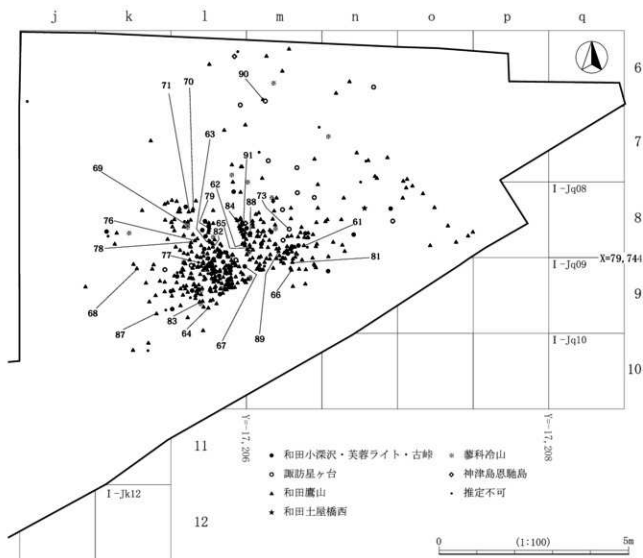 j k l m n o p q
6
7
8
9
10
11
12
71
70
90
63
69
62
91
73
79
84
88
61
76
65
82
78
77
81
68
66
87
83
64
67
89
I-Jq08
X=79,744
I-Jq09
I-Jq10
I-Jk12
Y=-17,206
Y=-17,208
和田小深沢・芙蓉ライト・古峠
諏訪星ヶ台
和田鷹山
和田土屋橋西
蓼科冷山
神津島恩馳島
推定不可
0 (1:100) 5m